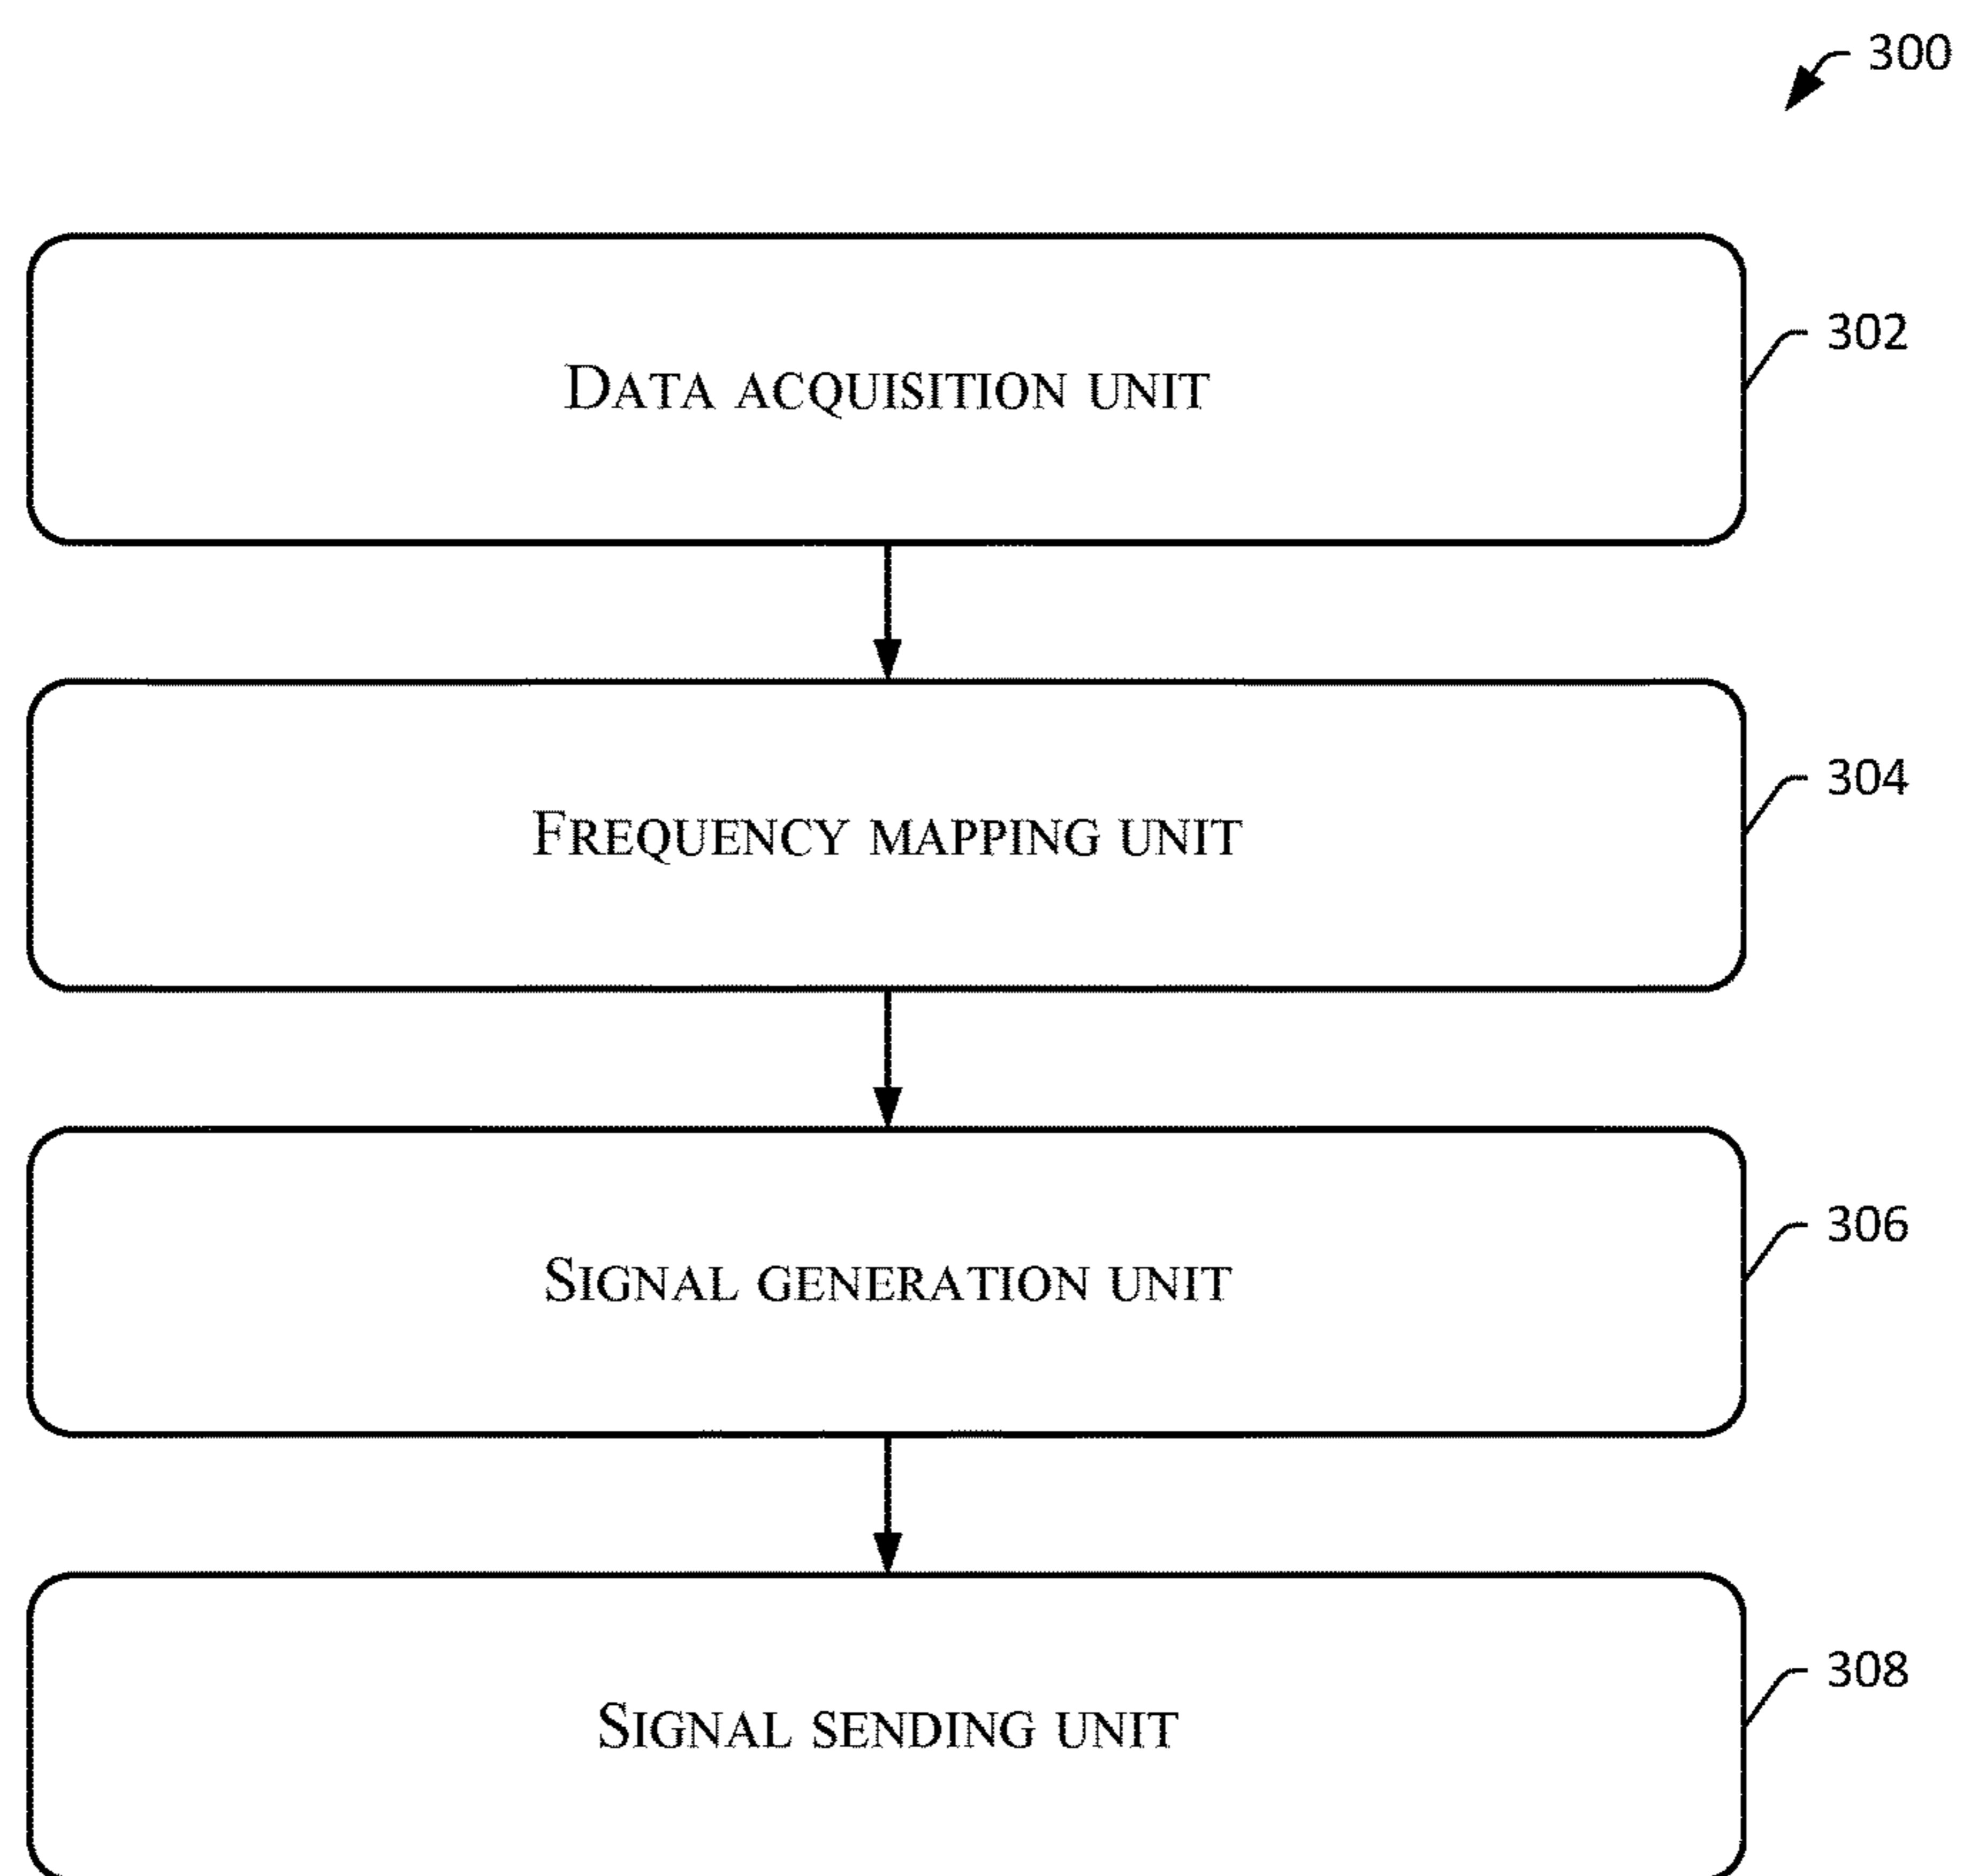 300
DATA ACQUISITION UNIT
302
FREQUENCY MAPPING UNIT
304
SIGNAL GENERATION UNIT
306
SIGNAL SENDING UNIT
308